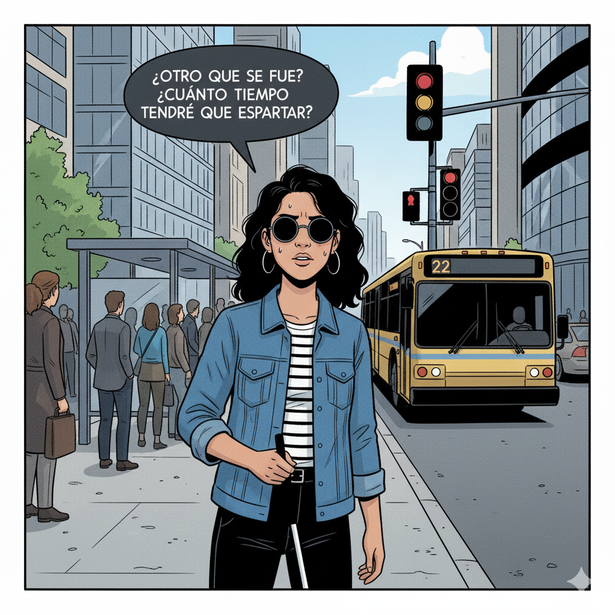 ¿OTRO QUE SE FUE?
¿CUÁNTO TIEMPO
TENDRÉ QUE ESPARTAR?
22